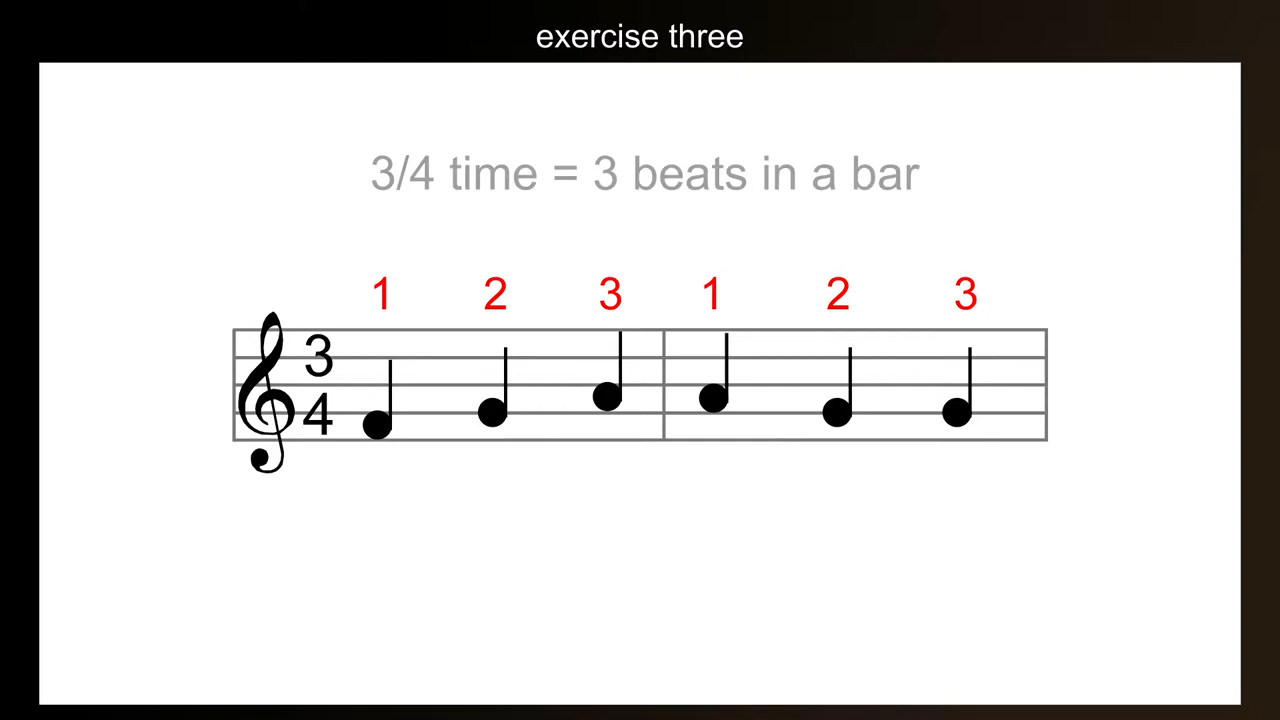 exercise three
3/4 time = 3 beats in a bar
1 2 3 1 2 3
3
4